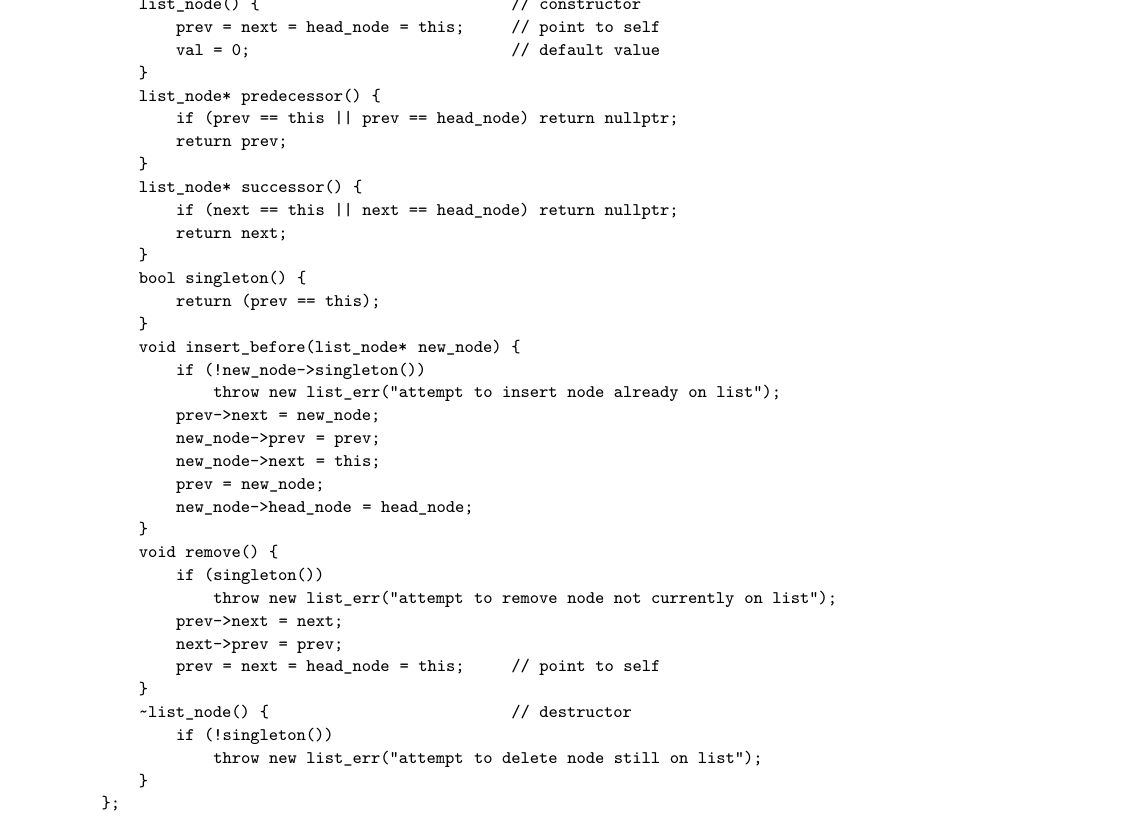 list_node() { // constructor
prev = next = head_node = this; // point to self
val = 0; // default value
}
list_node* predecessor() {
if (prev == this || prev == head_node) return nullptr;
return prev;
}
list_node* successor() {
if (next == this || next == head_node) return nullptr;
return next;
}
bool singleton() {
return (prev == this);
}
void insert_before(list_node* new_node) {
if (!new_node->singleton())
throw new list_err("attempt to insert node already on list");
prev->next = new_node;
new_node->prev = prev;
new_node->next = this;
prev = new_node;
new_node->head_node = head_node;
}
void remove() {
if (singleton())
throw new list_err("attempt to remove node not currently on list");
prev->next = next;
next->prev = prev;
prev = next = head_node = this; // point to self
}
~list_node() { // destructor
if (!singleton())
throw new list_err("attempt to delete node still on list");
}
};